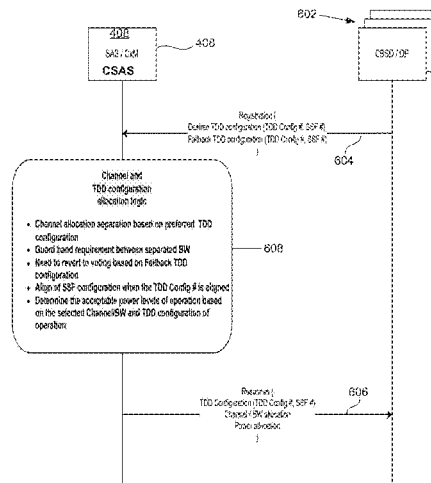 602
408
SAS / CxM
CSAS
408
CBSD / DP
Registration {
Desired TDD configuration (TDD Config #, SSF #)
Fallback TDD configuration (TDD Config #, SSF #)
}
604
Channel and
TDD configuration
allocation logic
• Channel allocation separation based on preferred TDD
configuration
• Guard band requirement between separated BW
• Need to revert to voting based on Fallback TDD
configuration
• Align of SSF configuration when the TDD Config # is aligned
• Determine the acceptable power levels of operation based
on the selected Channel/BW and TDD configuration of
operation
608
Response {
TDD Configuration (TDD Config #, SSF #)
Channel / BW allocation
Power allocation
}
606